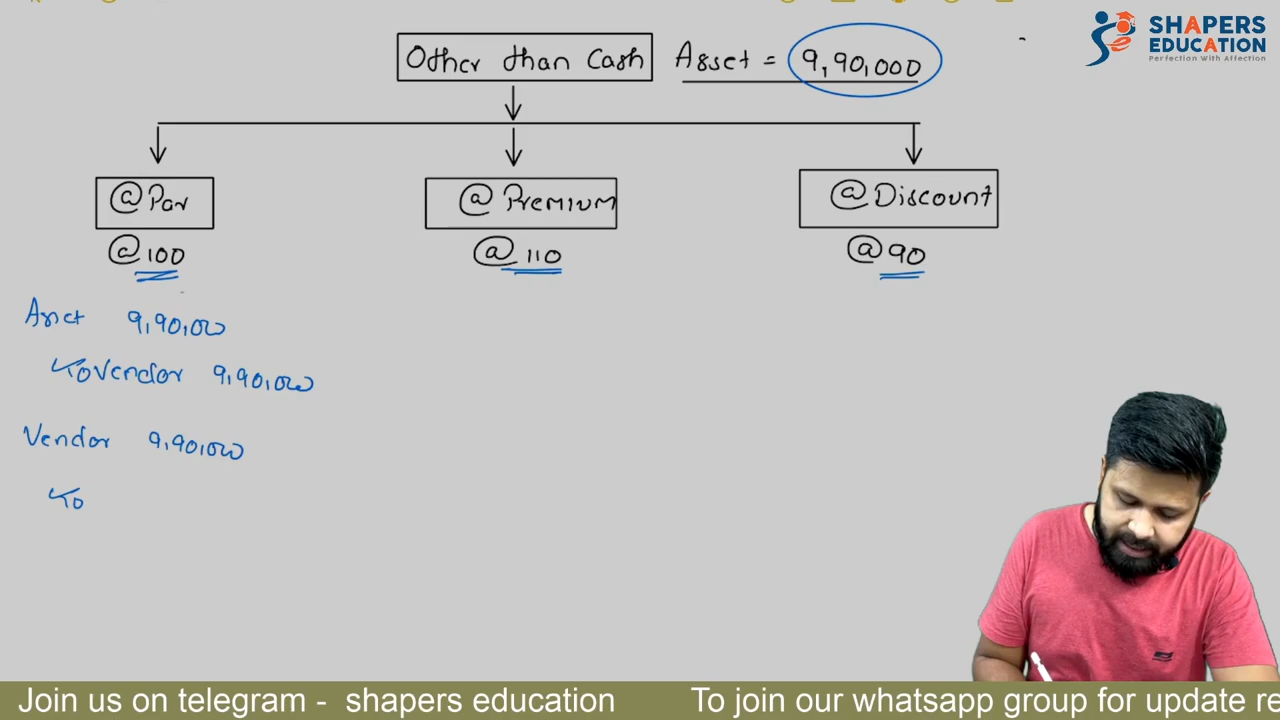 SHAPERS
EDUCATION
Perfection With Affection
Other than Cash Asset = 9,90,000
@Par @Premium @Discount
@100 @110 @90
Asset 9,90,000
To Vendor 9,90,000
Vendor 9,90,000
To
Join us on telegram - shapers education To join our whatsapp group for update re